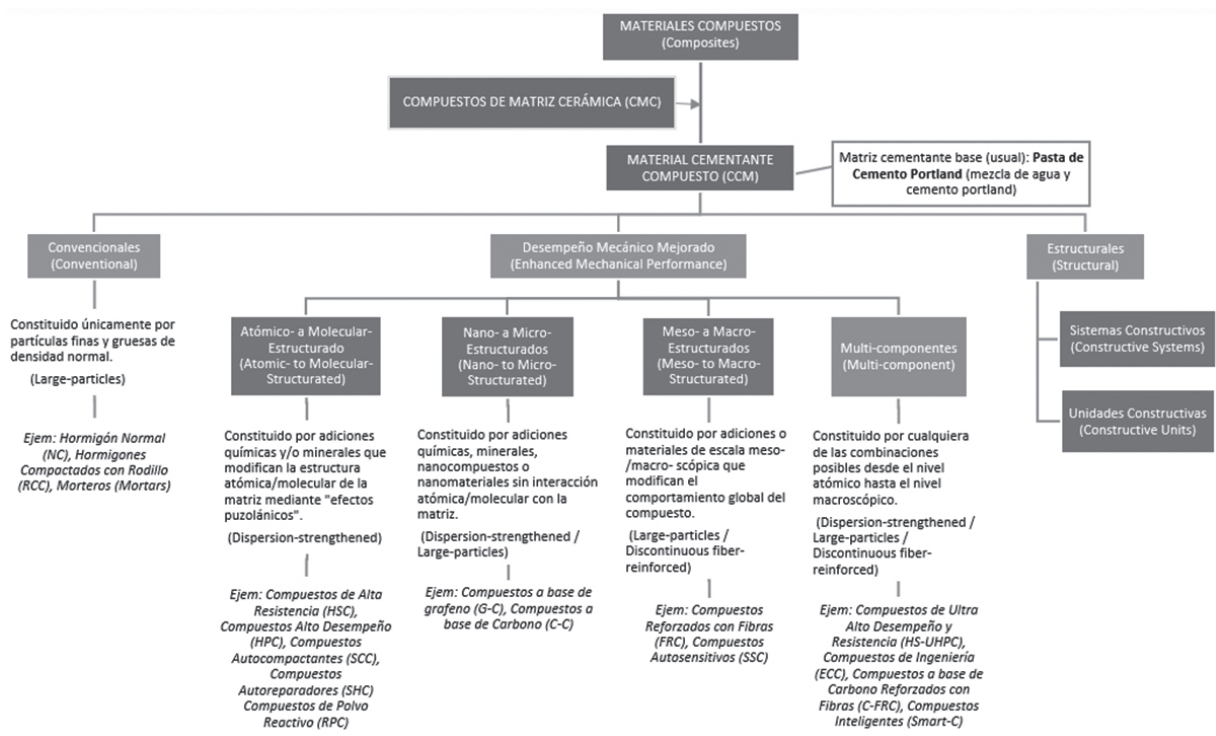 MATERIALES COMPUESTOS
(Composites)
COMPUESTOS DE MATRIZ CERÁMICA (CMC)
MATERIAL CEMENTANTE
COMPUESTO (CCM)
Matriz cementante base (usual): Pasta de
Cemento Portland (mezcla de agua y
cemento portland)
Convencionales
(Conventional)
Desempeño Mecánico Mejorado
(Enhanced Mechanical Performance)
Estructurales
(Structural)
Constituido únicamente por
partículas finas y gruesas de
densidad normal.
(Large-particles)
Ejem: Hormigón Normal
(NC), Hormigones
Compactados con Rodillo
(RCC), Morteros (Mortars)
Atómico- a Molecular-
Estructurado
(Atomic- to Molecular-
Structurated)
Constituido por adiciones
químicas y/o minerales que
modifican la estructura
atómica/molecular de la
matriz mediante "efectos
puzolánicos".
(Dispersion-strengthened)
Ejem: Compuestos de Alta
Resistencia (HSC),
Compuestos Alto Desempeño
(HPC), Compuestos
Autocompactantes (SCC),
Compuestos
Autoreparadores (SHC)
Compuestos de Polvo
Reactivo (RPC)
Nano- a Micro-
Estructurados
(Nano- to Micro-
Structurated)
Constituido por adiciones
químicas, minerales,
nanocompuestos o
nanomateriales sin interacción
atómica/molecular con la
matriz.
(Dispersion-strengthened /
Large-particles)
Ejem: Compuestos a base de
grafeno (G-C), Compuestos a
base de Carbono (C-C)
Meso- a Macro-
Estructurados
(Meso- to Macro-
Structurated)
Constituido por adiciones o
materiales de escala meso-
/macro- scópica que
modifican el
comportamiento global del
compuesto.
(Large-particles /
Discontinuous fiber-
reinforced)
Ejem: Compuestos
Reforzados con Fibras
(FRC), Compuestos
Autosensitivos (SSC)
Multi-componentes
(Multi-component)
Constituido por cualquiera
de las combinaciones
posibles desde el nivel
atómico hasta el nivel
macroscópico.
(Dispersion-strengthened /
Large-particles /
Discontinuous fiber-
reinforced)
Ejem: Compuestos de Ultra
Alto Desempeño y
Resistencia (HS-UHPC),
Compuestos de Ingeniería
(ECC), Compuestos a base de
Carbono Reforzados con
Fibras (C-FRC), Compuestos
Inteligentes (Smart-C)
Sistemas Constructivos
(Constructive Systems)
Unidades Constructivas
(Constructive Units)